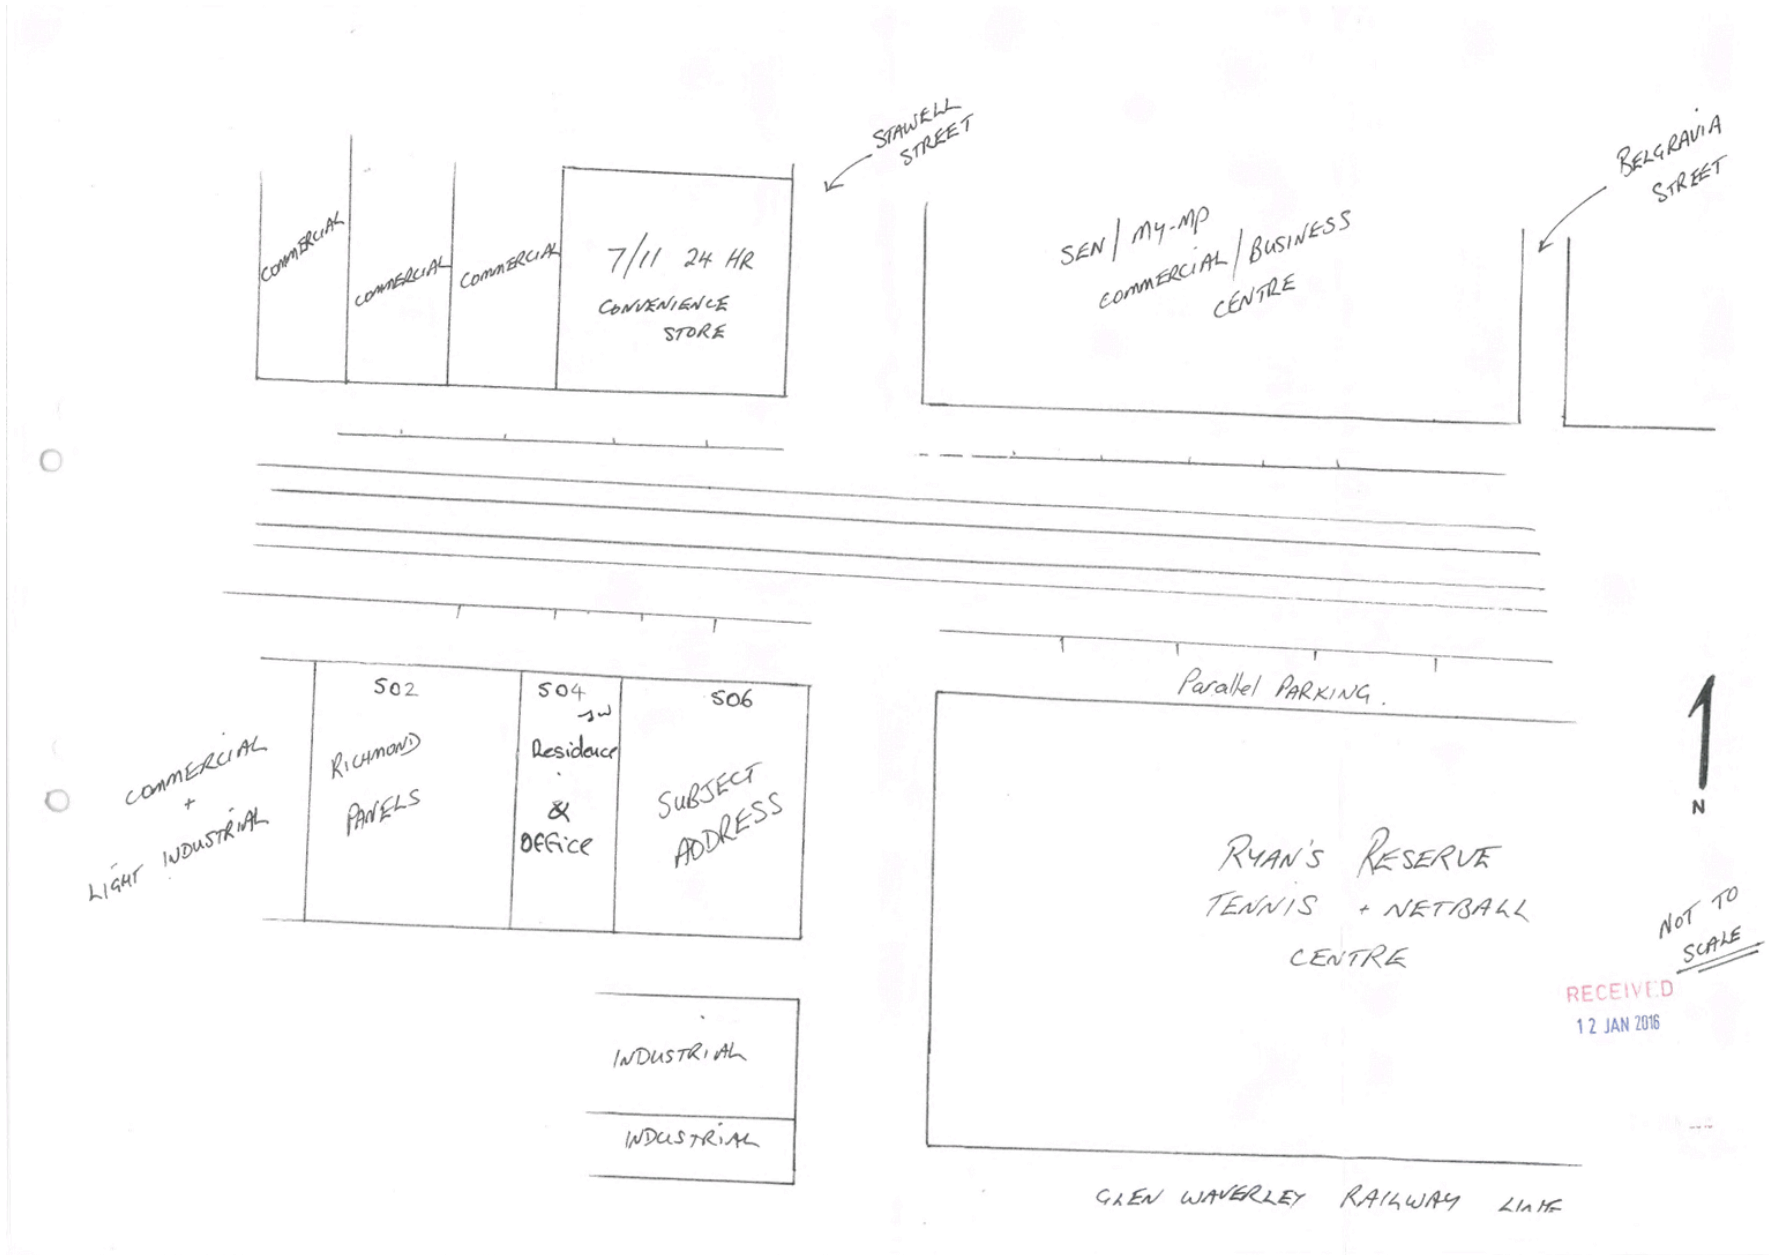 STAWELL
STREET
BELGRAVIA
STREET
COMMERCIAL
COMMERCIAL
COMMERCIAL
7/11 24 HR
CONVENIENCE
STORE
SEN/MY-MP
COMMERCIAL/BUSINESS
CENTRE
Parallel PARKING.
COMMERCIAL
+
LIGHT INDUSTRIAL
502
RICHMOND
PANELS
504
Residence
&
Office
506
SUBJECT
ADDRESS
RYAN'S RESERVE
TENNIS + NETBALL
CENTRE
N
NOT TO
SCALE
RECEIVED
12 JAN 2016
INDUSTRIAL
INDUSTRIAL
GLEN WAVERLEY RAILWAY LINE